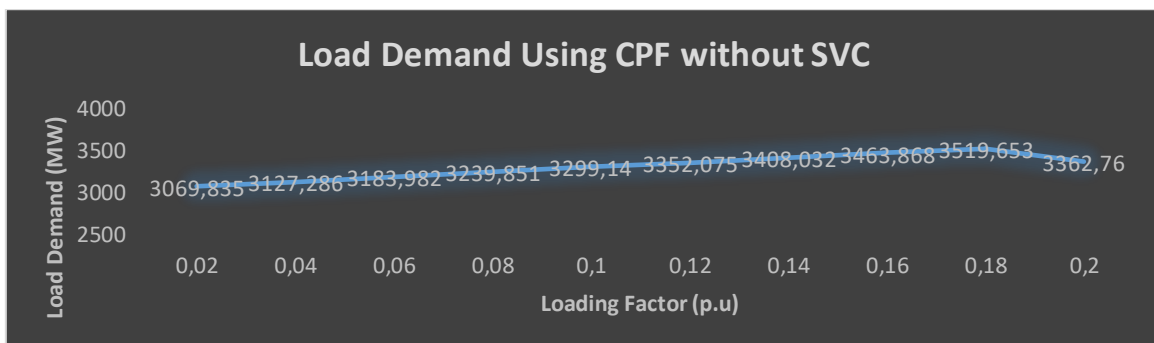 Load Demand Using CPF without SVC
Load Demand (MW)
4000
3500
3000
2500
3069,835 3127,286 3183,982 3239,851 3299,14 3352,075 3408,032 3463,868 3519,653 3362,76
0,02 0,04 0,06 0,08 0,1 0,12 0,14 0,16 0,18 0,2
Loading Factor (p.u)